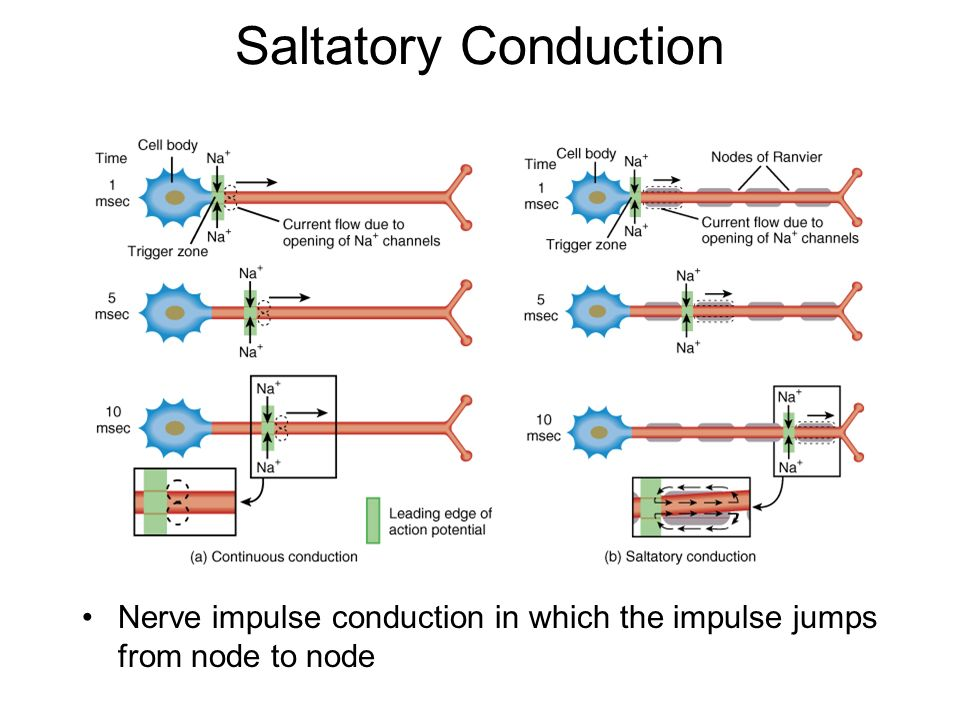 Saltatory Conduction
Cell body
Time
Na+
1
msec
Na+
Trigger zone
Current flow due to
opening of Na+ channels
Na+
5
msec
Na+
Na+
10
msec
Na+
Leading edge of
action potential
(a) Continuous conduction
Cell body
Time
Na+
Nodes of Ranvier
1
msec
Na+
Trigger zone
Current flow due to
opening of Na+ channels
Na+
5
msec
Na+
Na+
10
msec
Na+
(b) Saltatory conduction
• Nerve impulse conduction in which the impulse jumps
from node to node